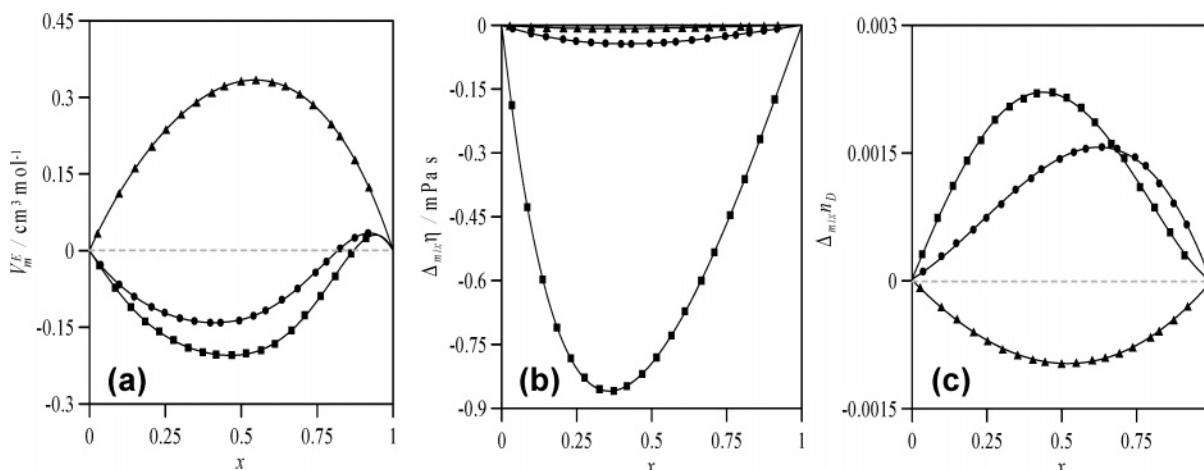 0.45
0.3
0.15
0
-0.15
-0.3
V_m^E / cm³ mol⁻¹
(a)
0 0.25 0.5 0.75 1
x
0
-0.15
-0.3
-0.45
-0.6
-0.75
-0.9
Δ_mix η / mPa s
(b)
0 0.25 0.5 0.75 1
x
0.003
0.0015
0
-0.0015
Δ_mix n_D
(c)
0 0.25 0.5 0.75
x